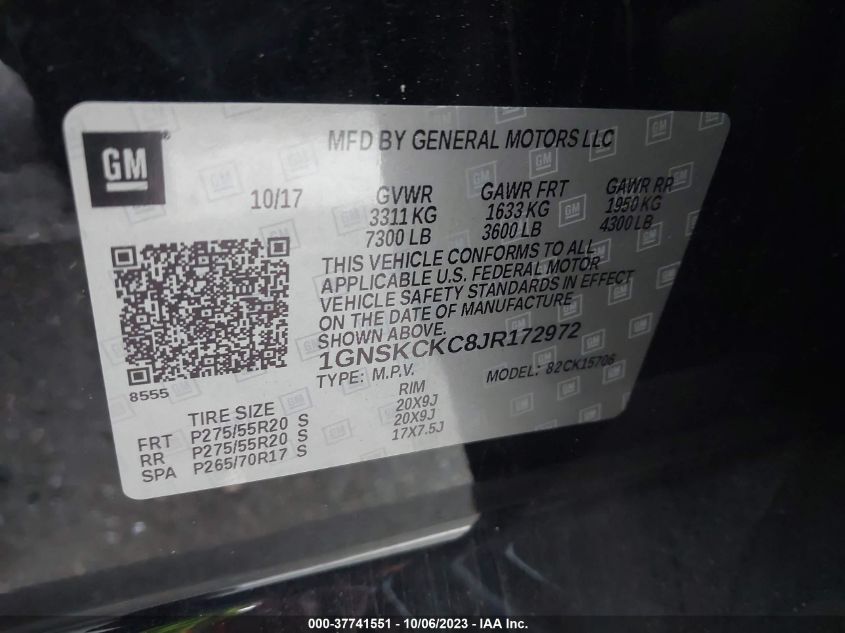 GM®
MFD BY GENERAL MOTORS LLC
10/17
GVWR GAWR FRT GAWR RR
3311 KG 1633 KG 1950 KG
7300 LB 3600 LB 4300 LB
THIS VEHICLE CONFORMS TO ALL
APPLICABLE U.S. FEDERAL MOTOR
VEHICLE SAFETY STANDARDS IN EFFECT
ON THE DATE OF MANUFACTURE
SHOWN ABOVE.
1GNSKCKC8JR172972
TYPE: M.P.V. MODEL: 82CK15706
8555
TIRE SIZE RIM
FRT P275/55R20 S 20X9J
RR P275/55R20 S 20X9J
SPA P265/70R17 S 17X7.5J
000-37741551 - 10/06/2023 - IAA Inc.